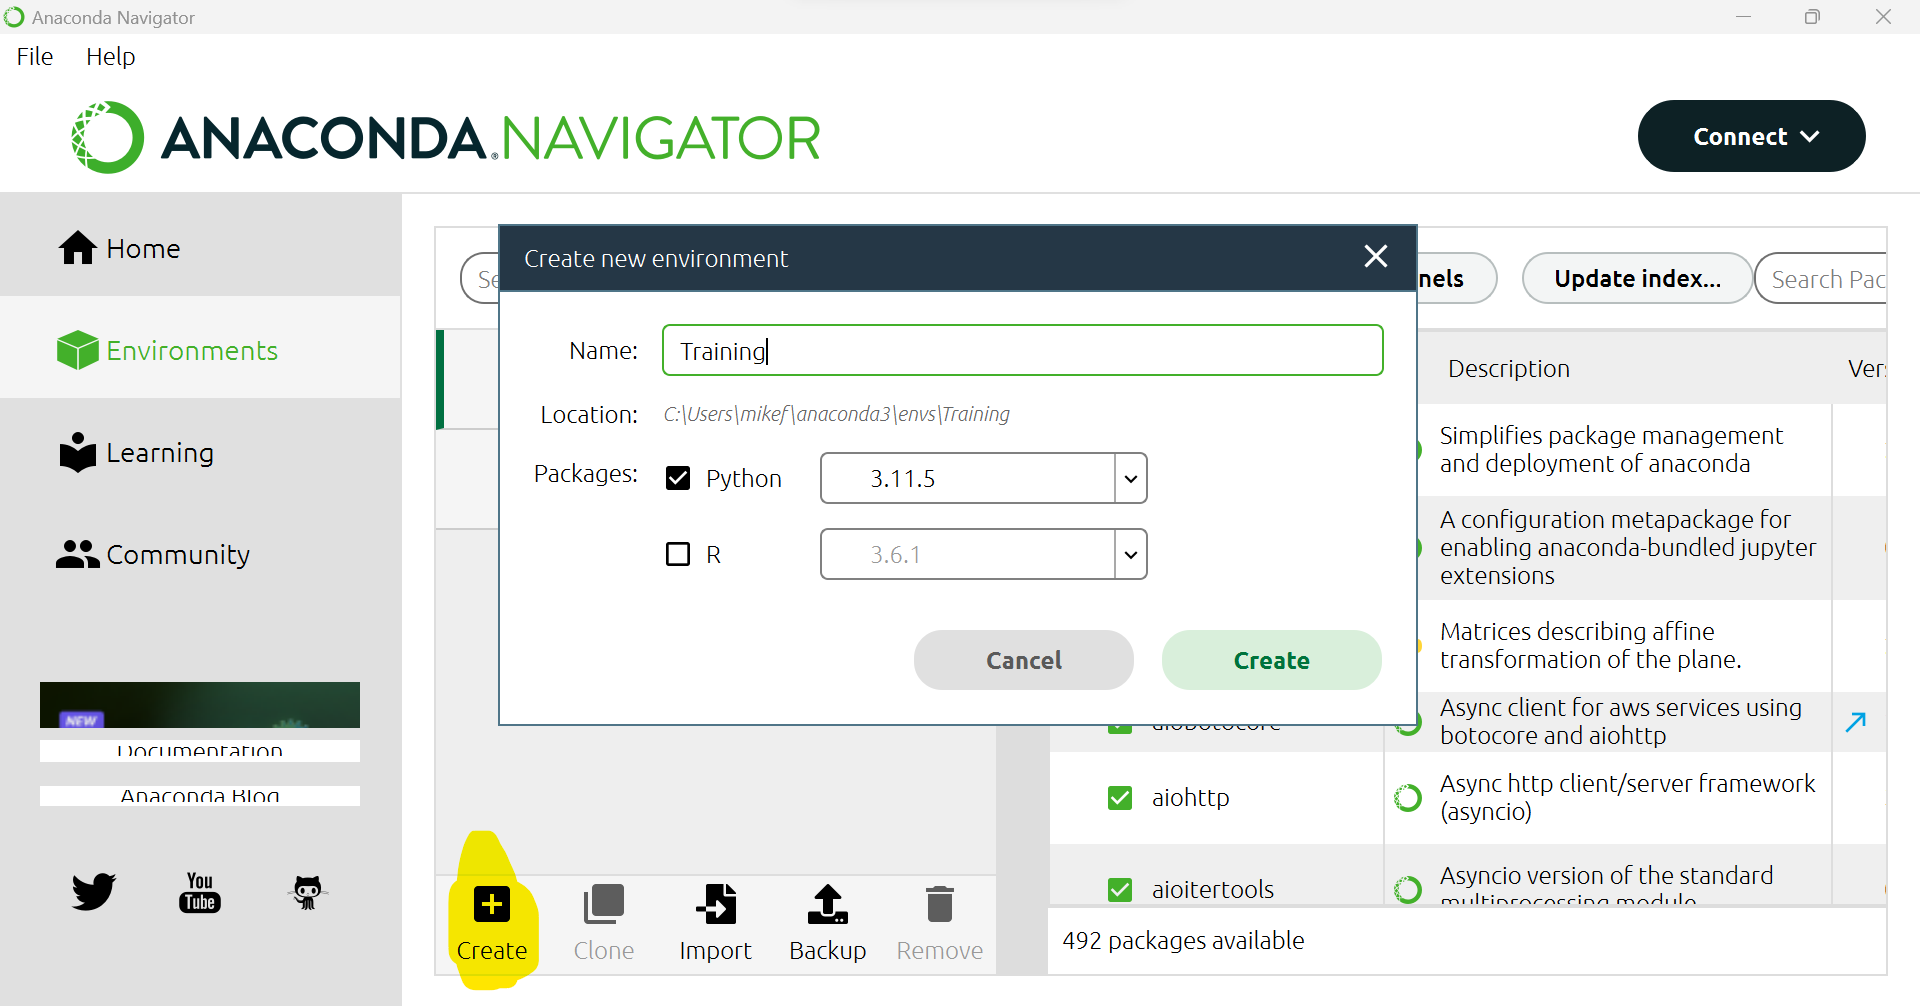 Anaconda Navigator
File Help
ANACONDA.NAVIGATOR
Connect
Home
Environments
Learning
Community
NEW
Documentation
Anaconda Blog
You
Tube
Create new environment
Name: Training
Location: C:\Users\mikef\anaconda3\envs\Training
Packages: Python 3.11.5
R 3.6.1
Cancel Create
Se
nels
Update index...
Search Pac
Description Vers
Simplifies package management
and deployment of anaconda
A configuration metapackage for
enabling anaconda-bundled jupyter
extensions
Matrices describing affine
transformation of the plane.
aiobotocore
Async client for aws services using
botocore and aiohttp
aiohttp
Async http client/server framework
(asyncio)
aioitertools
Asyncio version of the standard
multiprocessing module
492 packages available
Create Clone Import Backup Remove